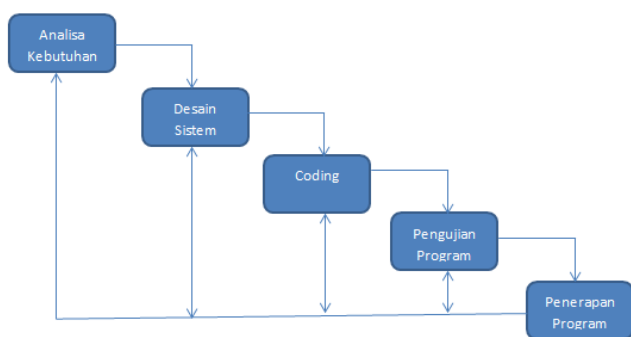 Analisa
Kebutuhan
Desain
Sistem
Coding
Pengujian
Program
Penerapan
Program